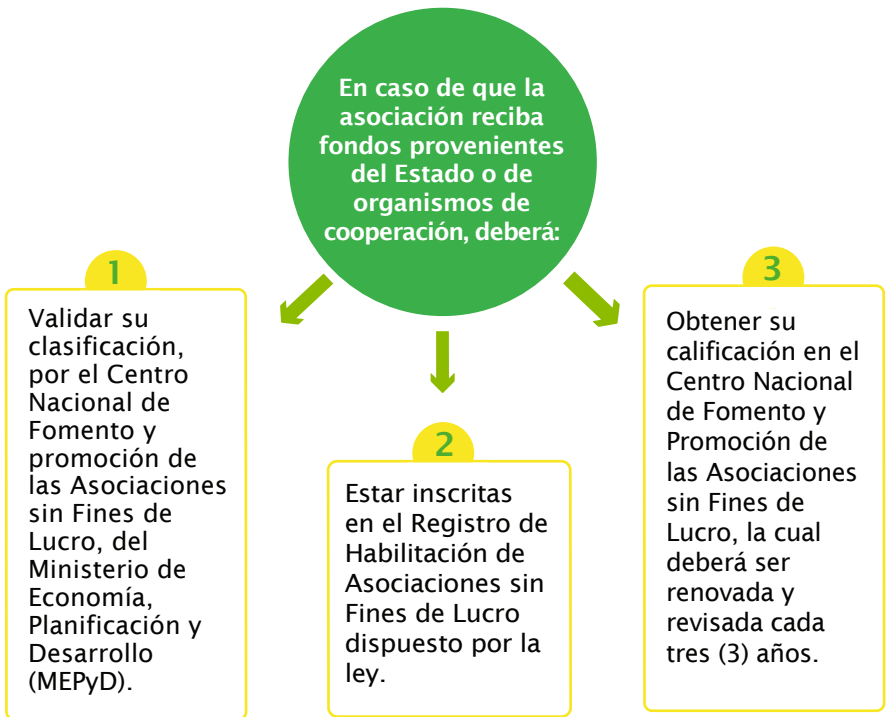 En caso de que la
asociación reciba
fondos provenientes
del Estado o de
organismos de
cooperación, deberá:
1
Validar su
clasificación,
por el Centro
Nacional de
Fomento y
promoción de
las Asociaciones
sin Fines de
Lucro, del
Ministerio de
Economía,
Planificación y
Desarrollo
(MEPyD).
2
Estar inscritas
en el Registro de
Habilitación de
Asociaciones sin
Fines de Lucro
dispuesto por la
ley.
3
Obtener su
calificación en el
Centro Nacional
de Fomento y
Promoción de
las Asociaciones
sin Fines de
Lucro, la cual
deberá ser
renovada y
revisada cada
tres (3) años.